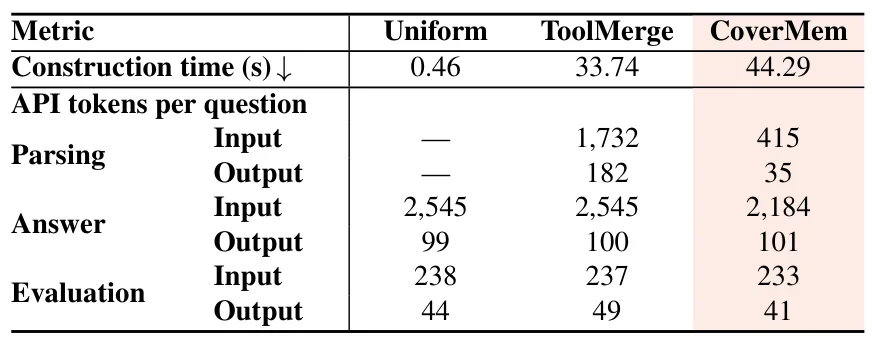 Metric Uniform ToolMerge CoverMem
Construction time (s) ↓ 0.46 33.74 44.29
API tokens per question
Parsing Input — 1,732 415
Output — 182 35
Answer Input 2,545 2,545 2,184
Output 99 100 101
Evaluation Input 238 237 233
Output 44 49 41